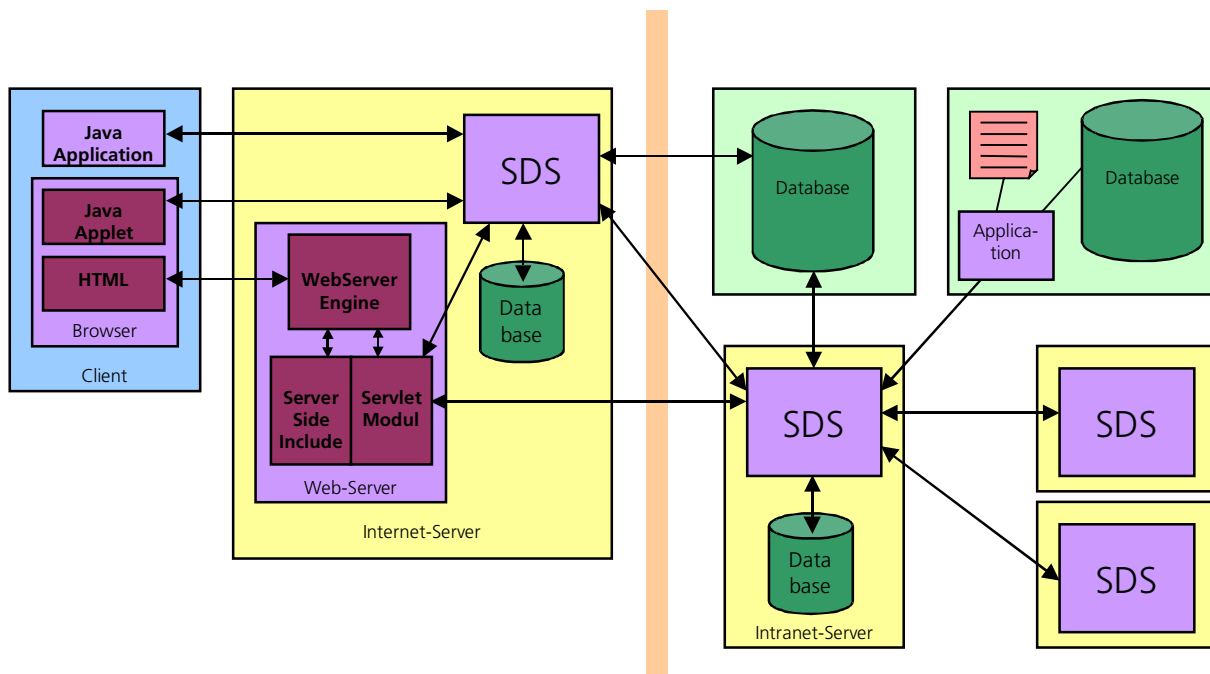 Java
Application
Java
Applet
HTML
Browser
Client
SDS
WebServer
Engine
Data
base
Server
Side
Include
Servlet
Modul
Web-Server
Internet-Server
Database
Applica-
tion
Database
SDS
Data
base
Intranet-Server
SDS
SDS